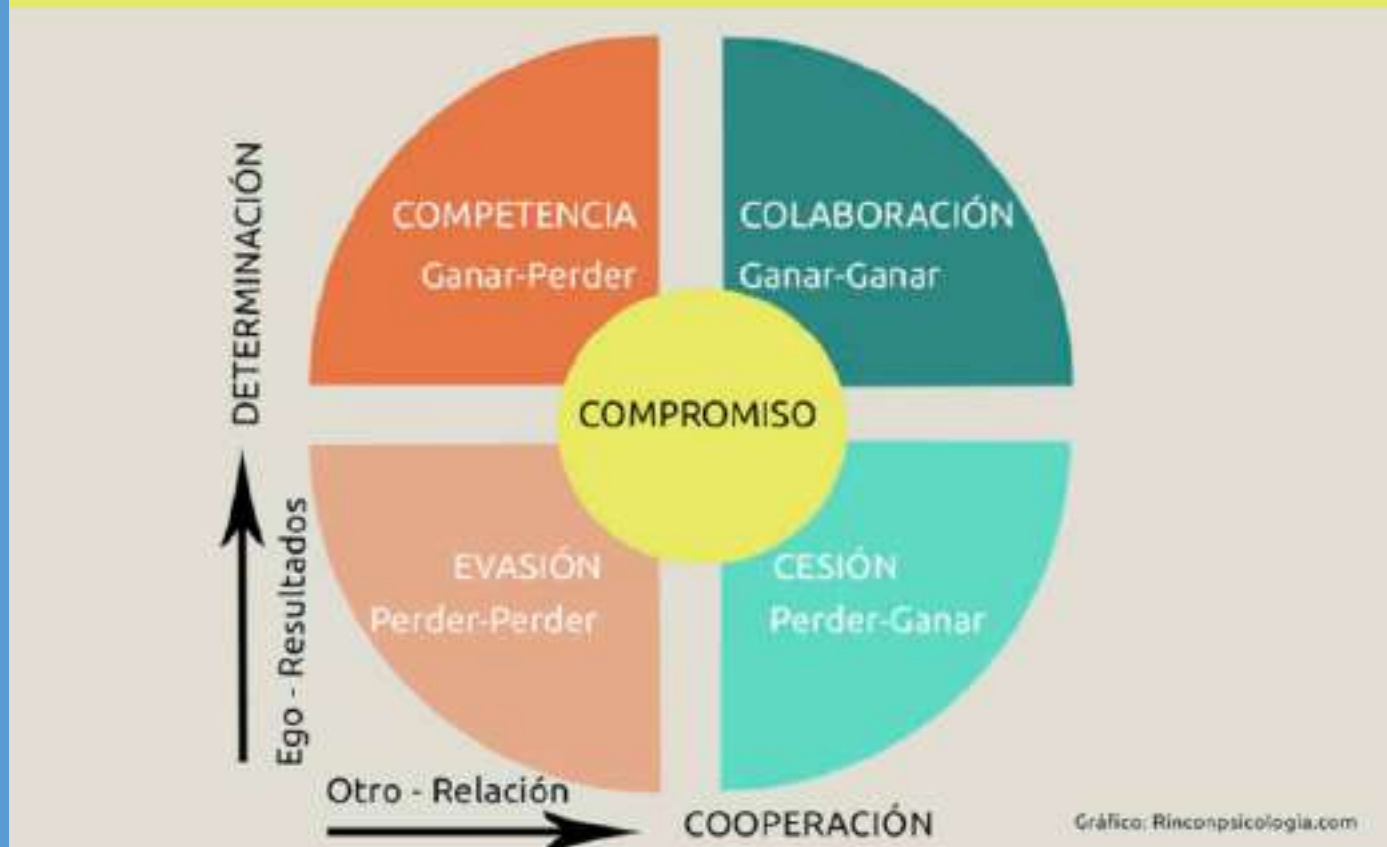 DETERMINACIÓN
Ego - Resultados
COMPETENCIA
Ganar-Perder
COLABORACIÓN
Ganar-Ganar
COMPROMISO
EVASIÓN
Perder-Perder
CESIÓN
Perder-Ganar
Otro - Relación
COOPERACIÓN
Gráfico: Rinconpsicologia.com